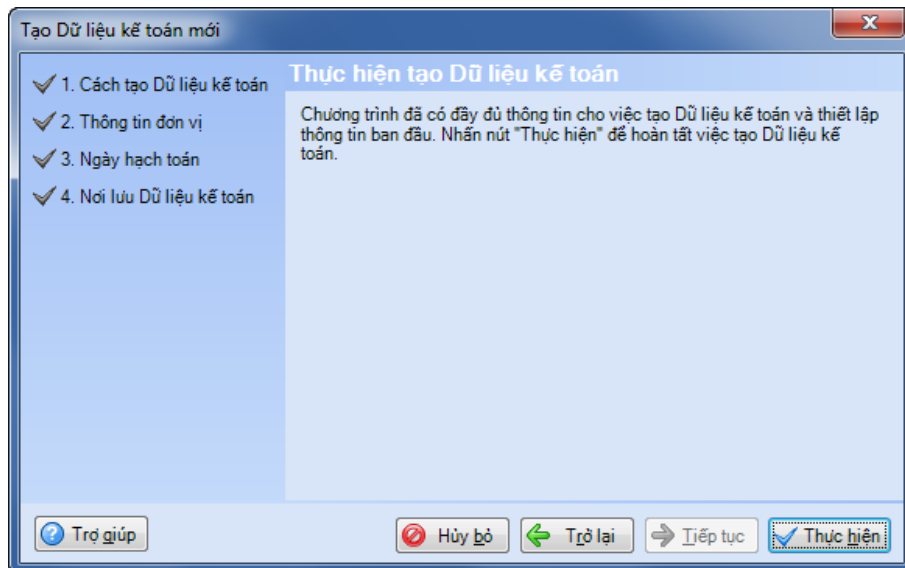 Tạo Dữ liệu kế toán mới
X
1. Cách tạo Dữ liệu kế toán
2. Thông tin đơn vị
3. Ngày hạch toán
4. Nơi lưu Dữ liệu kế toán
Thực hiện tạo Dữ liệu kế toán
Chương trình đã có đầy đủ thông tin cho việc tạo Dữ liệu kế toán và thiết lập
thông tin ban đầu. Nhấn nút "Thực hiện" để hoàn tất việc tạo Dữ liệu kế
toán.
Trợ giúp
Hủy bỏ
Trở lại
Tiếp tục
Thực hiện